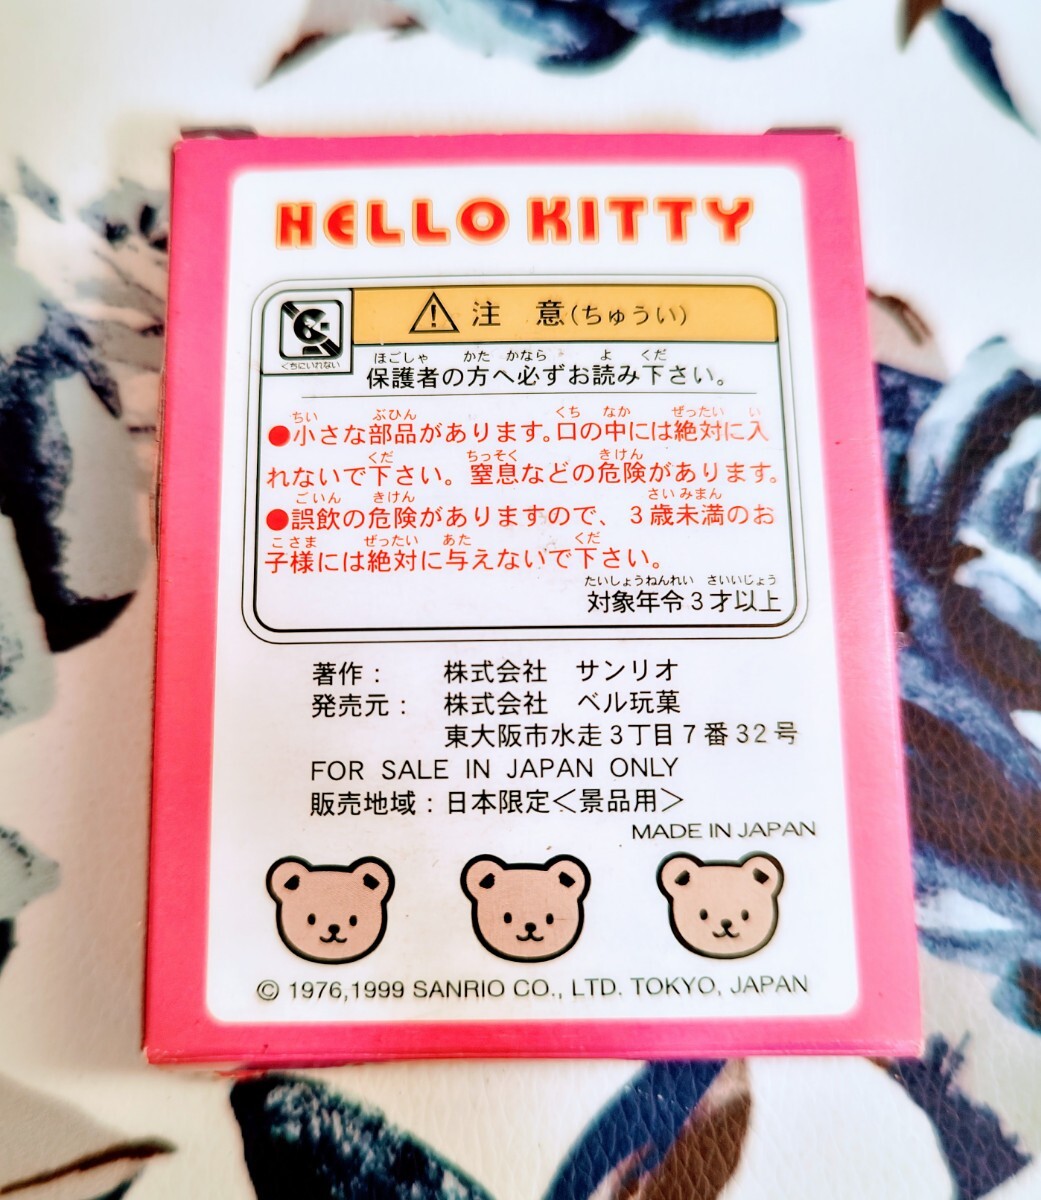 HELLO KITTY
注 意(ちゅうい)
くちにいれない
ほごしゃ かた かなら よ くだ
保護者の方へ必ずお読み下さい。
ちい ぶひん くち なか ぜったい い
●小さな部品があります。口の中には絶対に入
くだ ちっそく きけん
れないで下さい。窒息などの危険があります。
ごいん きけん さいみまん
●誤飲の危険がありますので、3歳未満のお
こさま ぜったい あた くだ
子様には絶対に与えないで下さい。
たいしょうねんれい さいいじょう
対象年令3才以上
著作: 株式会社 サンリオ
発売元: 株式会社 ベル玩菓
東大阪市水走3丁目7番32号
FOR SALE IN JAPAN ONLY
販売地域:日本限定<景品用>
MADE IN JAPAN
© 1976,1999 SANRIO CO., LTD. TOKYO, JAPAN